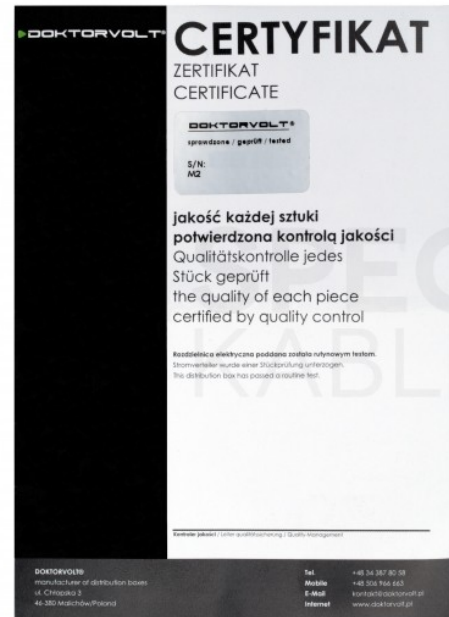 DOKTORVOLT®
CERTYFIKAT
ZERTIFIKAT
CERTIFICATE
DOKTORVOLT®
sprawdzone / geprüft / tested
S/N:
M2
jakość każdej sztuki
potwierdzona kontrolą jakości
Qualitätskontrolle jedes
Stück geprüft
the quality of each piece
certified by quality control
Rozdzielnica elektryczna poddana została rutynowym testom.
Stromverteiler wurde einer Stückprüfung unterzogen.
This distribution box has passed a routine test.
SPEC
KABL
Kontroler jakości / Leiter qualitätssicherung / Quality Management
DOKTORVOLT®
manufacturer of distribution boxes
ul. Chłopska 3
46-380 Malichów/Poland
Tel. +48 34 387 80 58
Mobile +48 506 966 663
E-Mail kontakt@doktorvolt.pl
Internet www.doktorvolt.pl